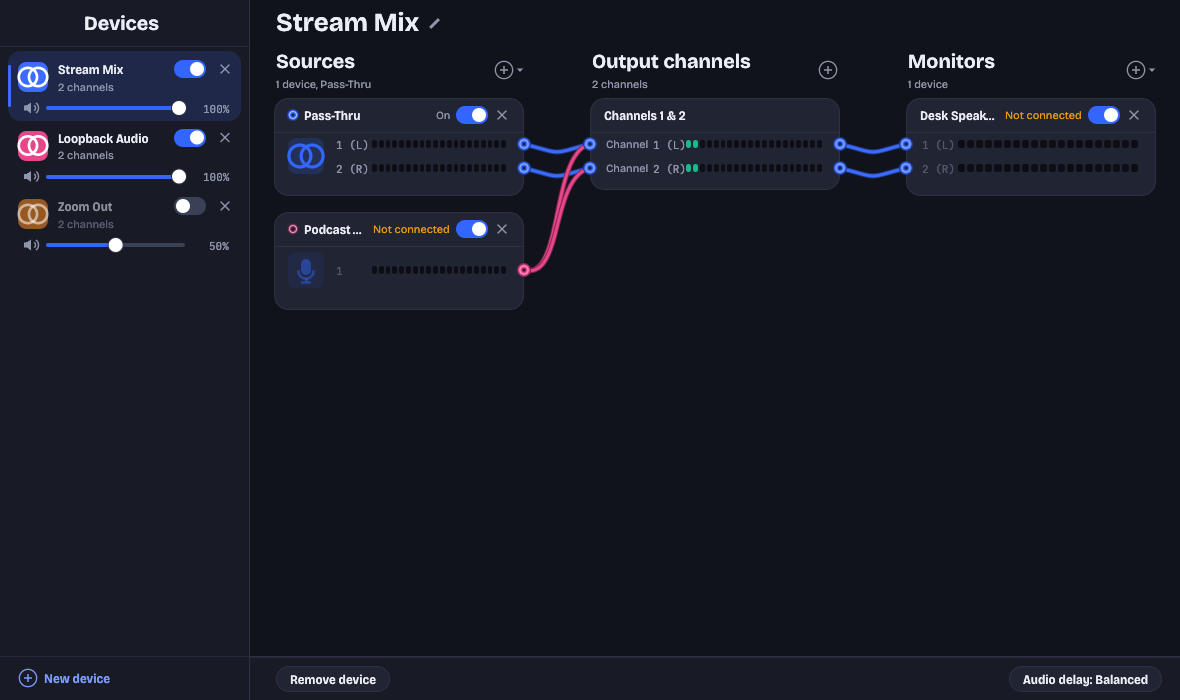 Devices
Stream Mix
2 channels
100%
Loopback Audio
2 channels
100%
Zoom Out
2 channels
50%
New device
Stream Mix
Sources
1 device, Pass-Thru
Pass-Thru
On
1 (L)
2 (R)
Podcast ...
Not connected
1
Output channels
2 channels
Channels 1 & 2
Channel 1 (L)
Channel 2 (R)
Monitors
1 device
Desk Speak...
Not connected
1 (L)
2 (R)
Remove device
Audio delay: Balanced